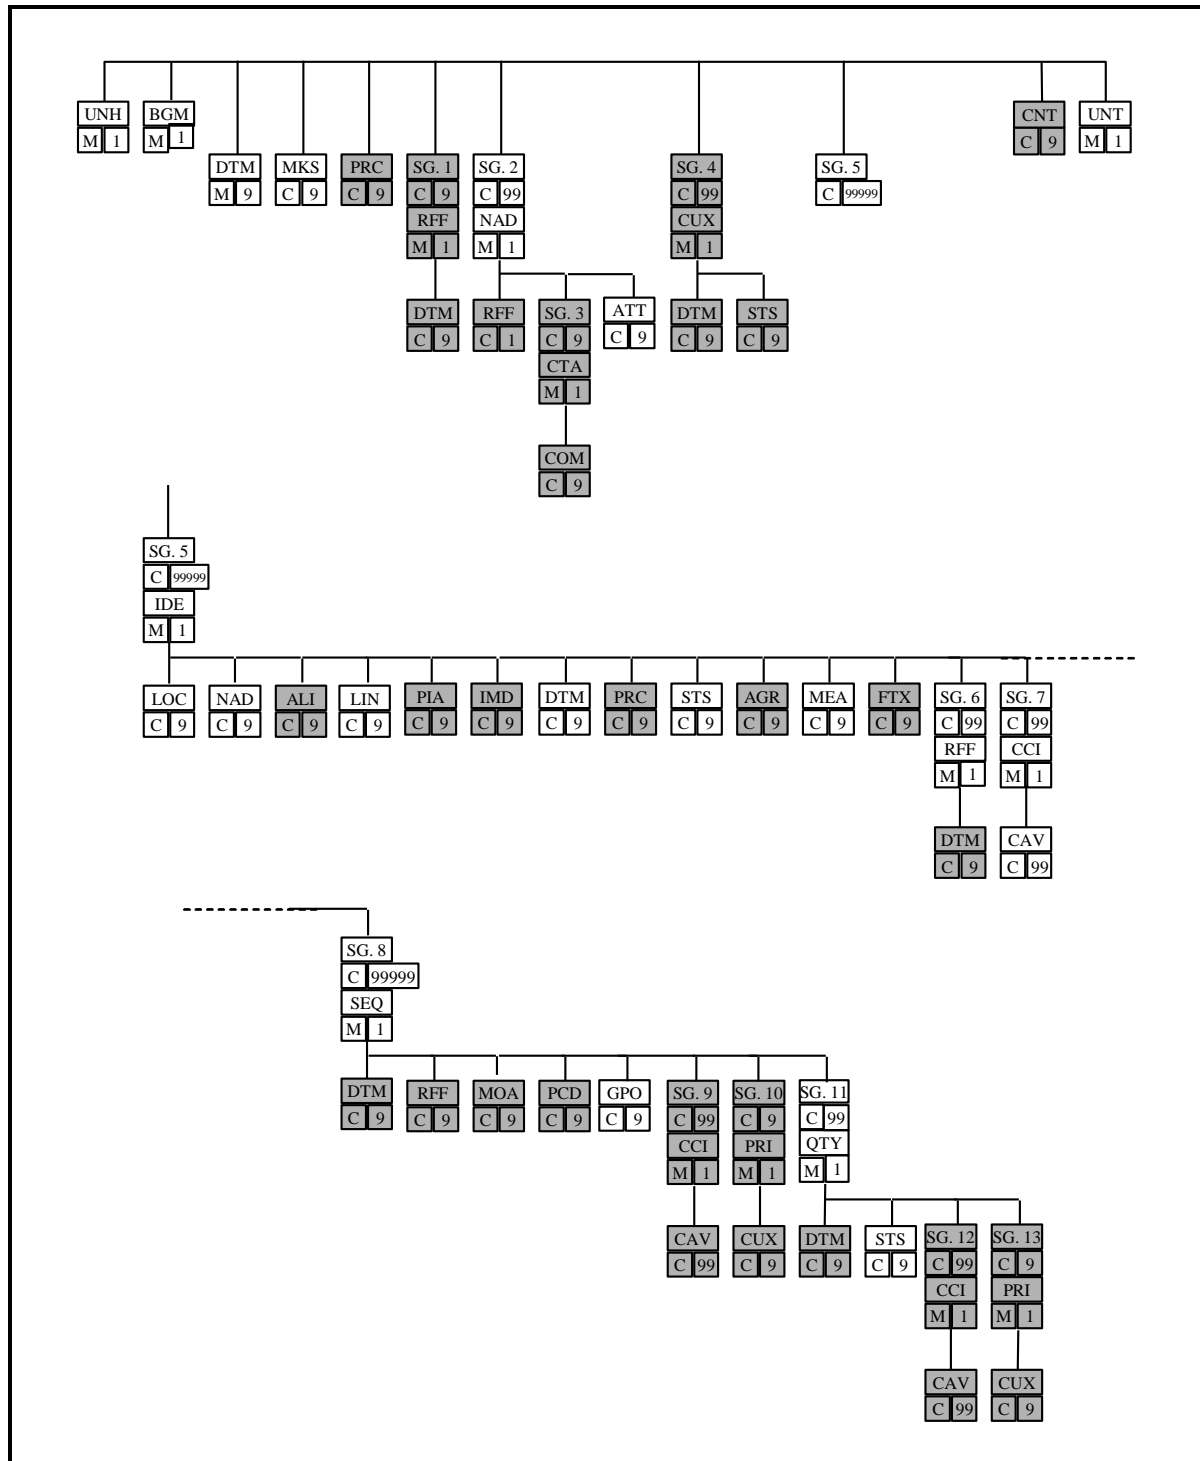 UNH BGM CNT UNT
M 1 M 1 C 9 M 1
DTM MKS PRC SG. 1 SG. 2 SG. 4 SG. 5
M 9 C 9 C 9 C 9 C 99 C 99 C 99999
RFF NAD CUX
M 1 M 1 M 1
DTM RFF SG. 3 ATT DTM STS
C 9 C 1 C 9 C 9 C 9 C 9
CTA
M 1
COM
C 9
SG. 5
C 99999
IDE
M 1
LOC NAD ALI LIN PIA IMD DTM PRC STS AGR MEA FTX SG. 6 SG. 7
C 9 C 9 C 9 C 9 C 9 C 9 C 9 C 9 C 9 C 9 C 9 C 9 C 99 C 99
RFF CCI
M 1 M 1
DTM CAV
C 9 C 99
SG. 8
C 99999
SEQ
M 1
DTM RFF MOA PCD GPO SG. 9 SG. 10 SG. 11
C 9 C 9 C 9 C 9 C 9 C 99 C 9 C 99
CCI PRI QTY
M 1 M 1 M 1
CAV CUX DTM STS SG. 12 SG. 13
C 99 C 9 C 9 C 9 C 99 C 9
CCI PRI
M 1 M 1
CAV CUX
C 99 C 9